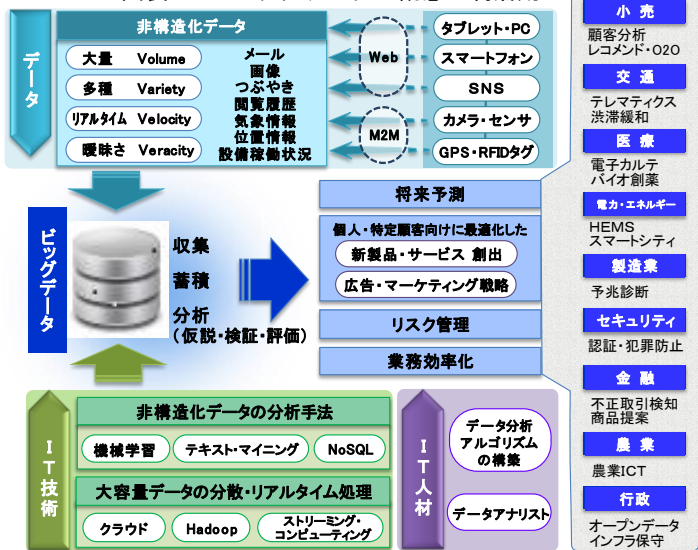 データ
非構造化データ
大量 Volume
多種 Variety
リアルタイム Velocity
曖昧さ Veracity
メール
画像
つぶやき
閲覧履歴
気象情報
位置情報
設備稼働状況
Web
M2M
タブレット・PC
スマートフォン
SNS
カメラ・センサ
GPS・RFIDタグ
ビッグデータ
収集
蓄積
分析
(仮説・検証・評価)
将来予測
個人・特定顧客向けに最適化した
新製品・サービス 創出
広告・マーケティング戦略
リスク管理
業務効率化
IT技術
非構造化データの分析手法
機械学習
テキスト・マイニング
NoSQL
大容量データの分散・リアルタイム処理
クラウド
Hadoop
ストリーミング・
コンピューティング
IT人材
データ分析
アルゴリズム
の構築
データアナリスト
小 売
顧客分析
レコメンド・O2O
交 通
テレマティクス
渋滞緩和
医 療
電子カルテ
バイオ創薬
電力・エネルギー
HEMS
スマートシティ
製造業
予兆診断
セキュリティ
認証・犯罪防止
金 融
不正取引検知
商品提案
農 業
農業ICT
行政
オープンデータ
インフラ保守